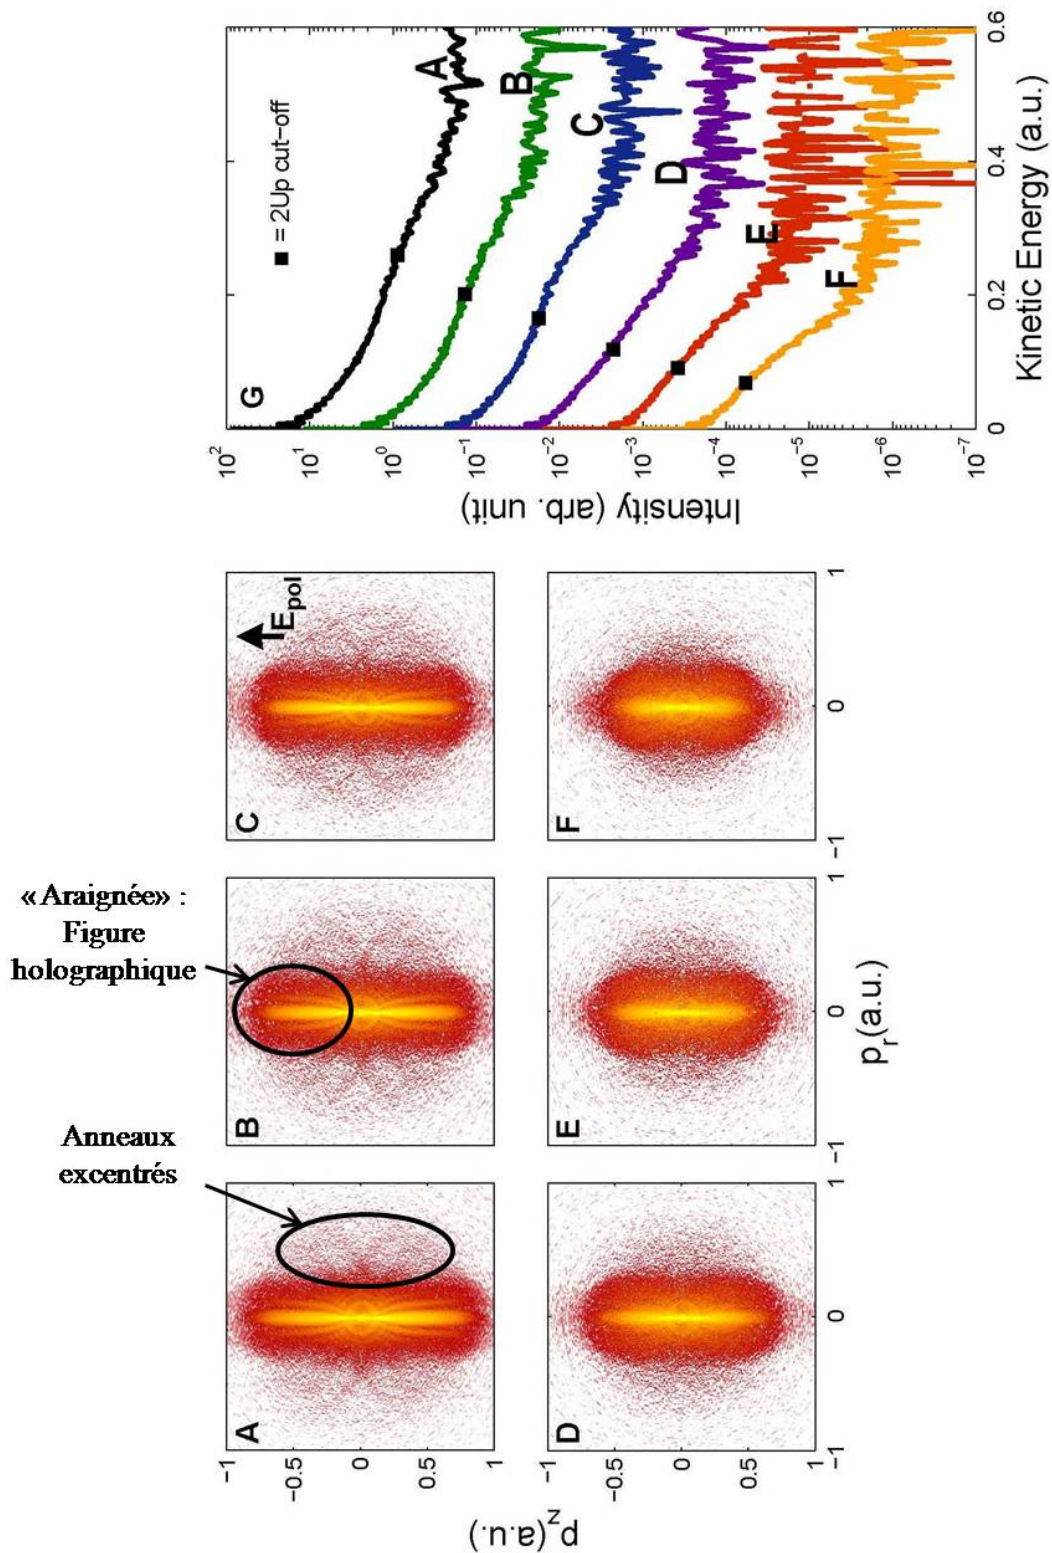 « Araignée» :
Figure
holographique
Anneaux
excentrés
A
B
C
E_pol
D
E
F
-1
-0.5
0
0.5
1
-1
-0.5
0
0.5
1
p_z(a.u.)
-1
0
1
-1
0
1
-1
0
1
p_r(a.u.)
G
■ = 2Up cut-off
A
B
C
D
E
F
10^2
10^1
10^0
10^-1
10^-2
10^-3
10^-4
10^-5
10^-6
10^-7
Intensity (arb. unit)
0
0.2
0.4
0.6
Kinetic Energy (a.u.)